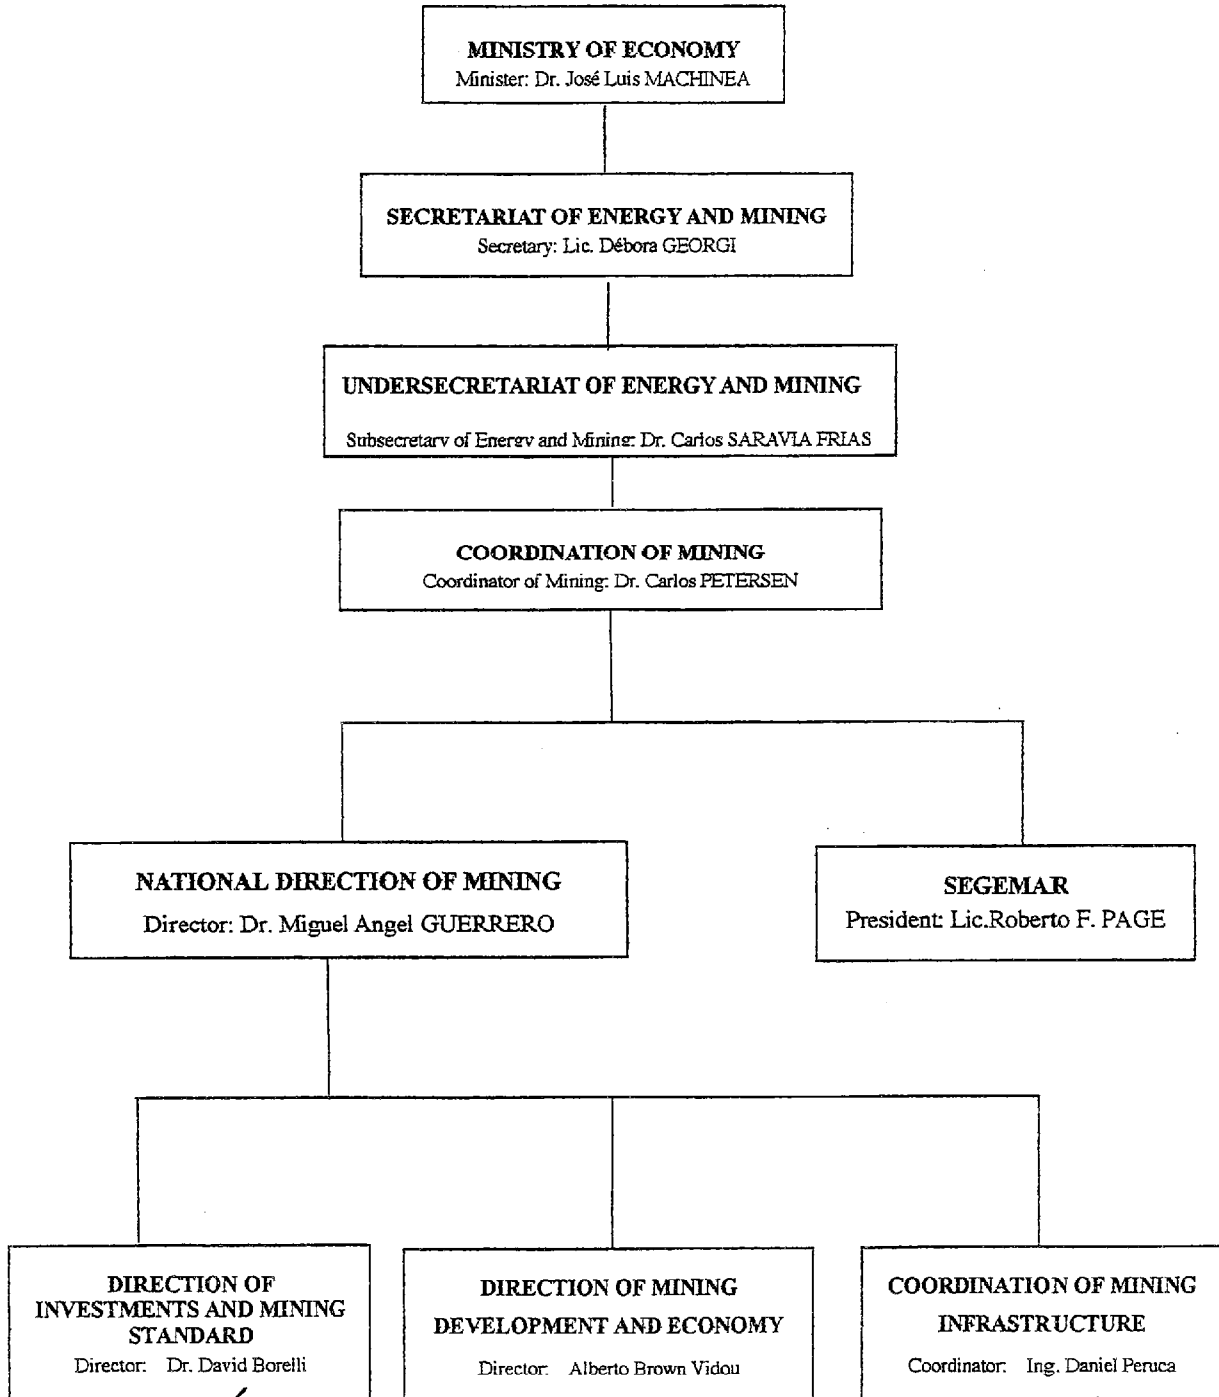 MINISTRY OF ECONOMY
Minister: Dr. José Luis MACHINEA
SECRETARIAT OF ENERGY AND MINING
Secretary: Lic. Débora GEORGI
UNDERSECRETARIAT OF ENERGY AND MINING
Subsecretary of Energy and Mining: Dr. Carlos SARAVIA FRIAS
COORDINATION OF MINING
Coordinator of Mining: Dr. Carlos PETERSEN
NATIONAL DIRECTION OF MINING
Director: Dr. Miguel Angel GUERRERO
SEGEMAR
President: Lic.Roberto F. PAGE
DIRECTION OF
INVESTMENTS AND MINING
STANDARD
Director: Dr. David Borelli
DIRECTION OF MINING
DEVELOPMENT AND ECONOMY
Director: Alberto Brown Vidou
COORDINATION OF MINING
INFRASTRUCTURE
Coordinator: Ing. Daniel Peruca